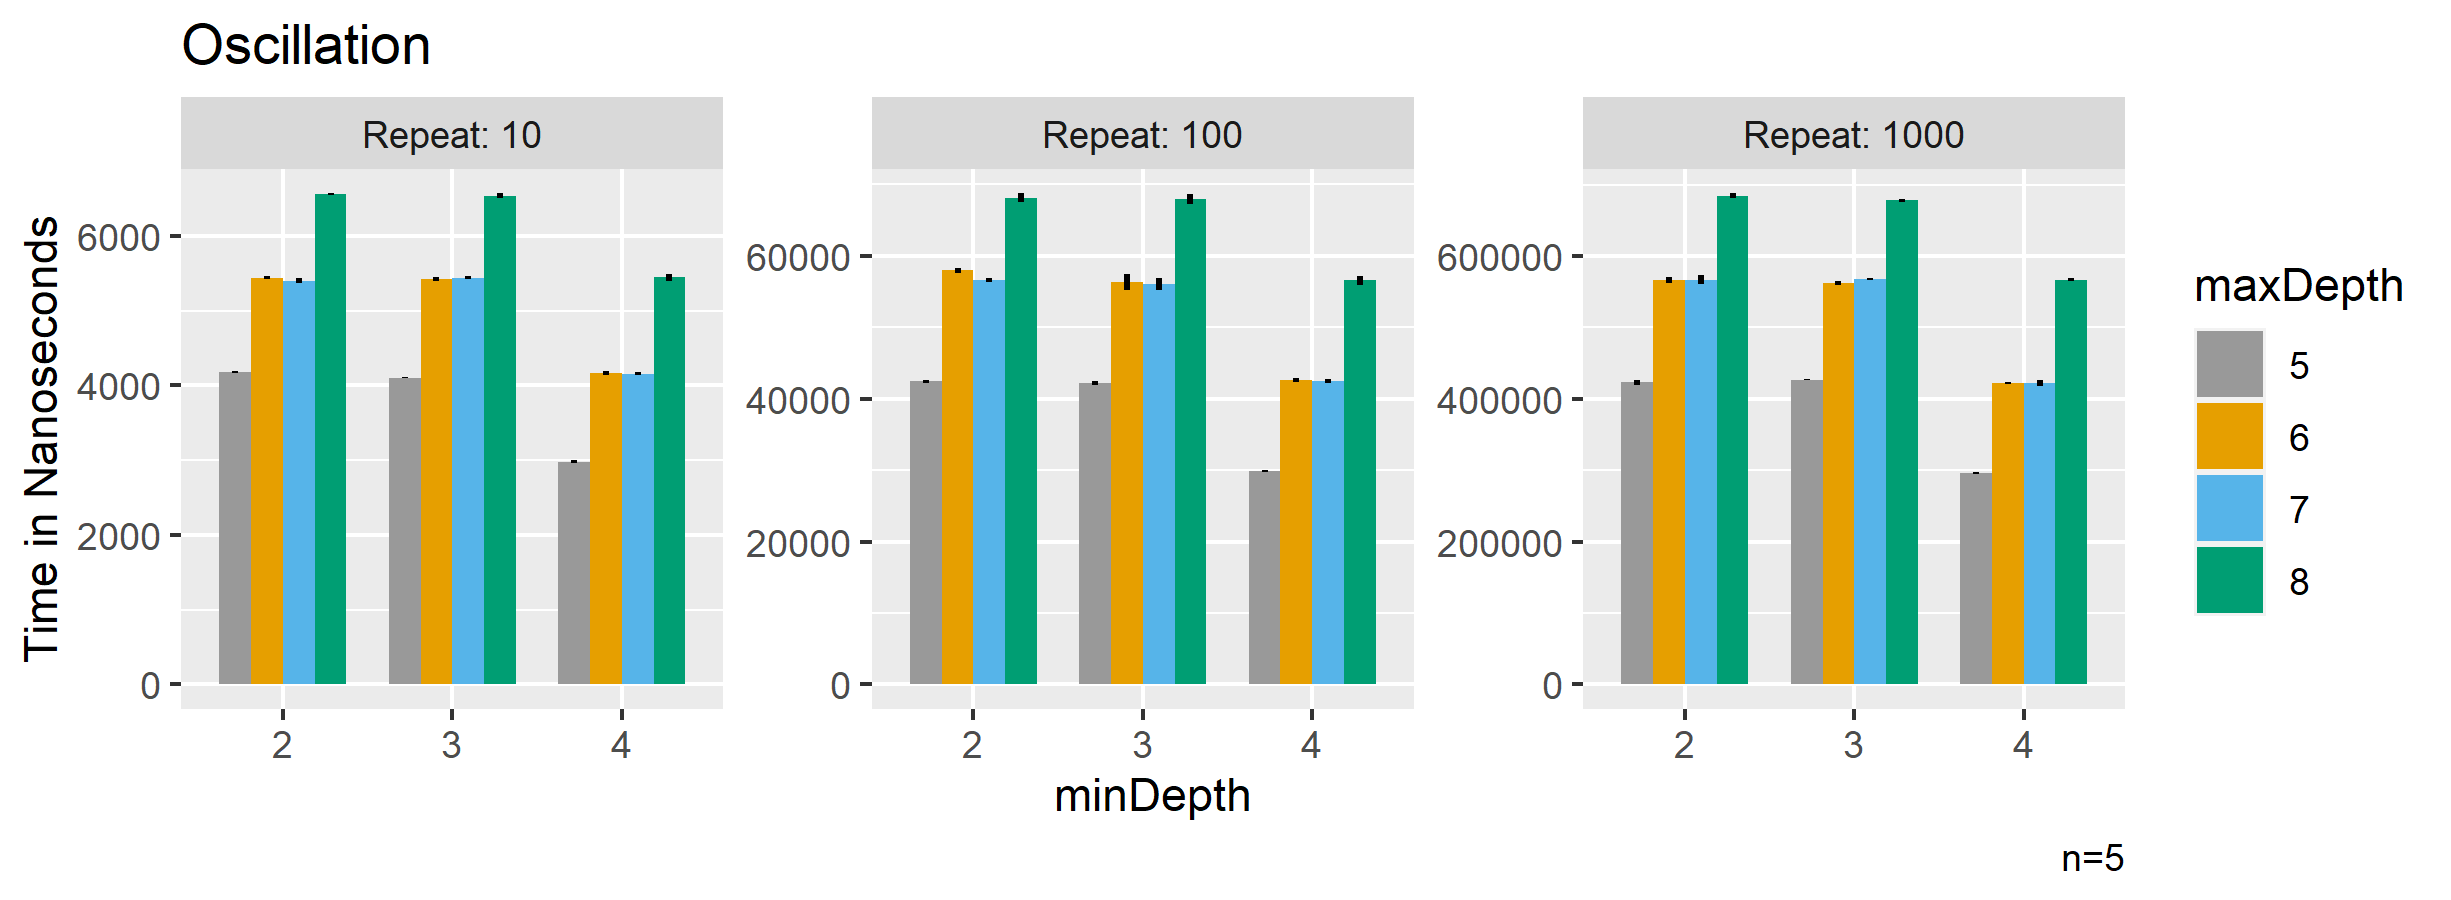 Oscillation
Repeat: 10
Repeat: 100
Repeat: 1000
Time in Nanoseconds
6000
4000
2000
0
60000
40000
20000
0
600000
400000
200000
0
2 3 4
2 3 4
2 3 4
minDepth
maxDepth
5
6
7
8
n=5